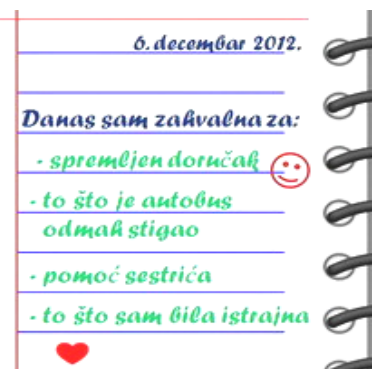 6. decembar 2012.
Danas sam zahvalna za:
- spremljen doručak
- to što je autobus
odmah stigao
- pomoć sestrića
- to što sam bila istrajna